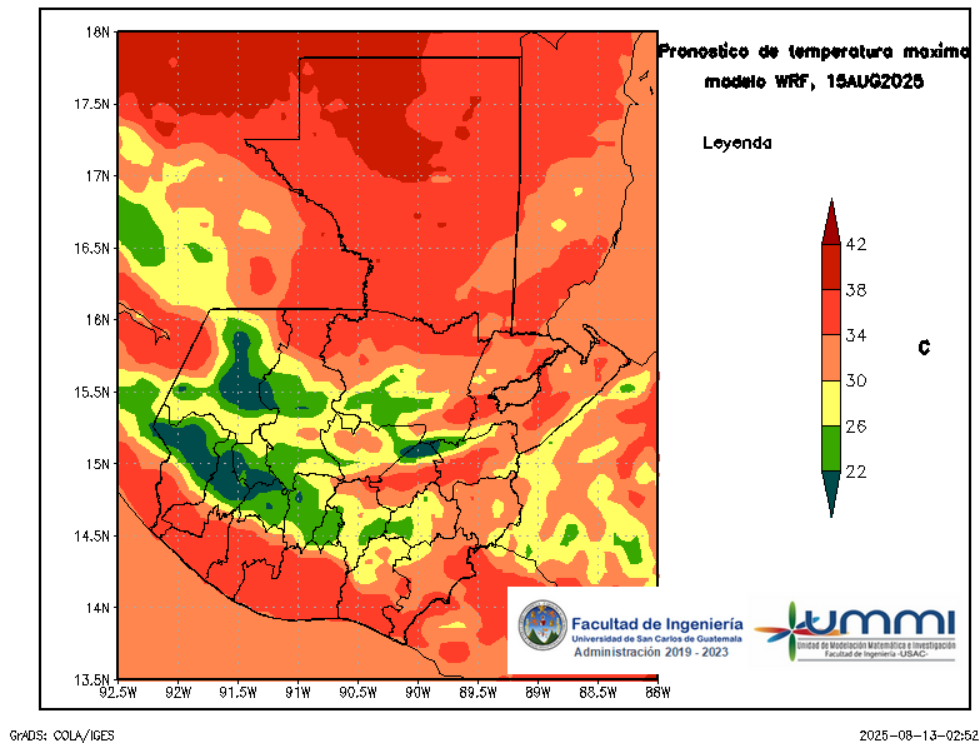 Pronostico de temperatura maxima
modelo WRF, 15AUG2025
Leyenda
42
38
34
30
26
22
C
18N
17.5N
17N
16.5N
16N
15.5N
15N
14.5N
14N
13.5N
92.5W
92W
91.5W
91W
90.5W
90W
89.5W
89W
88.5W
88W
Facultad de Ingeniería
Universidad de San Carlos de Guatemala
Administración 2019 - 2023
ummi
Unidad de Modelación Matemática e Investigación
Facultad de Ingeniería -USAC-
GrADS: COLA/IGES
2025-08-13-02:52